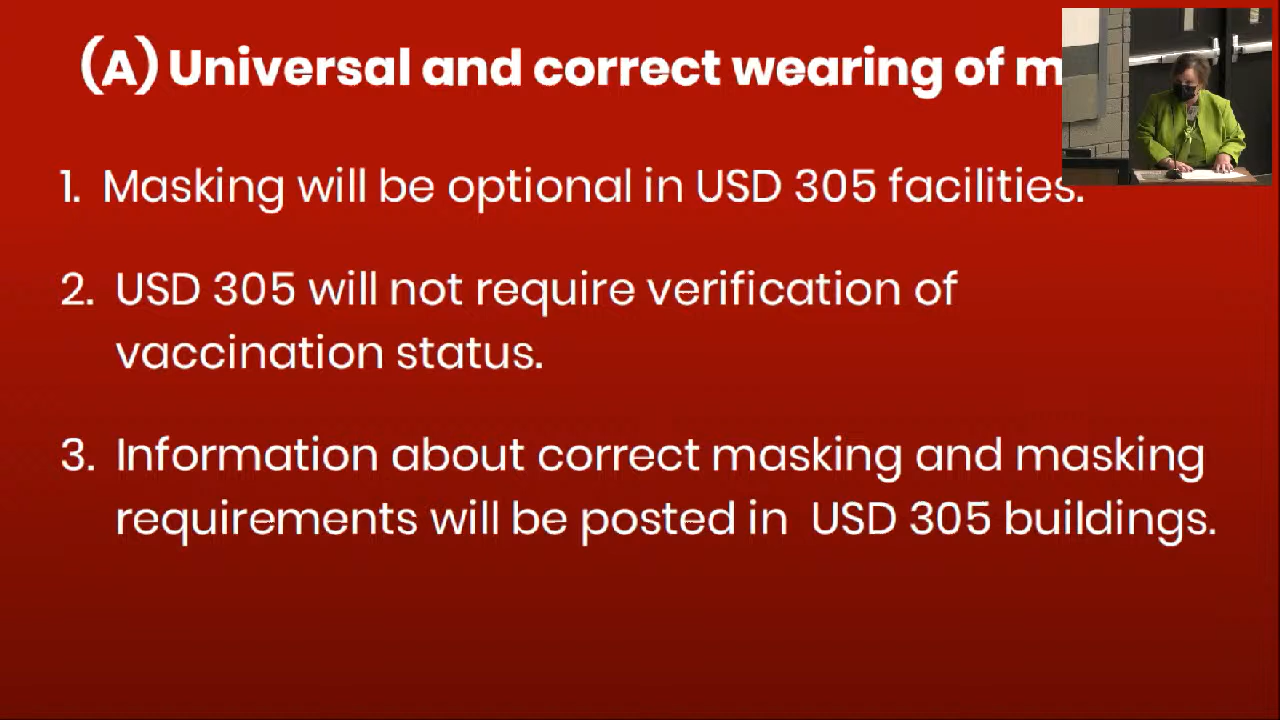 (A) Universal and correct wearing of
1. Masking will be optional in USD 305 facilities.
2. USD 305 will not require verification of
vaccination status.
3. Information about correct masking and masking
requirements will be posted in USD 305 buildings.